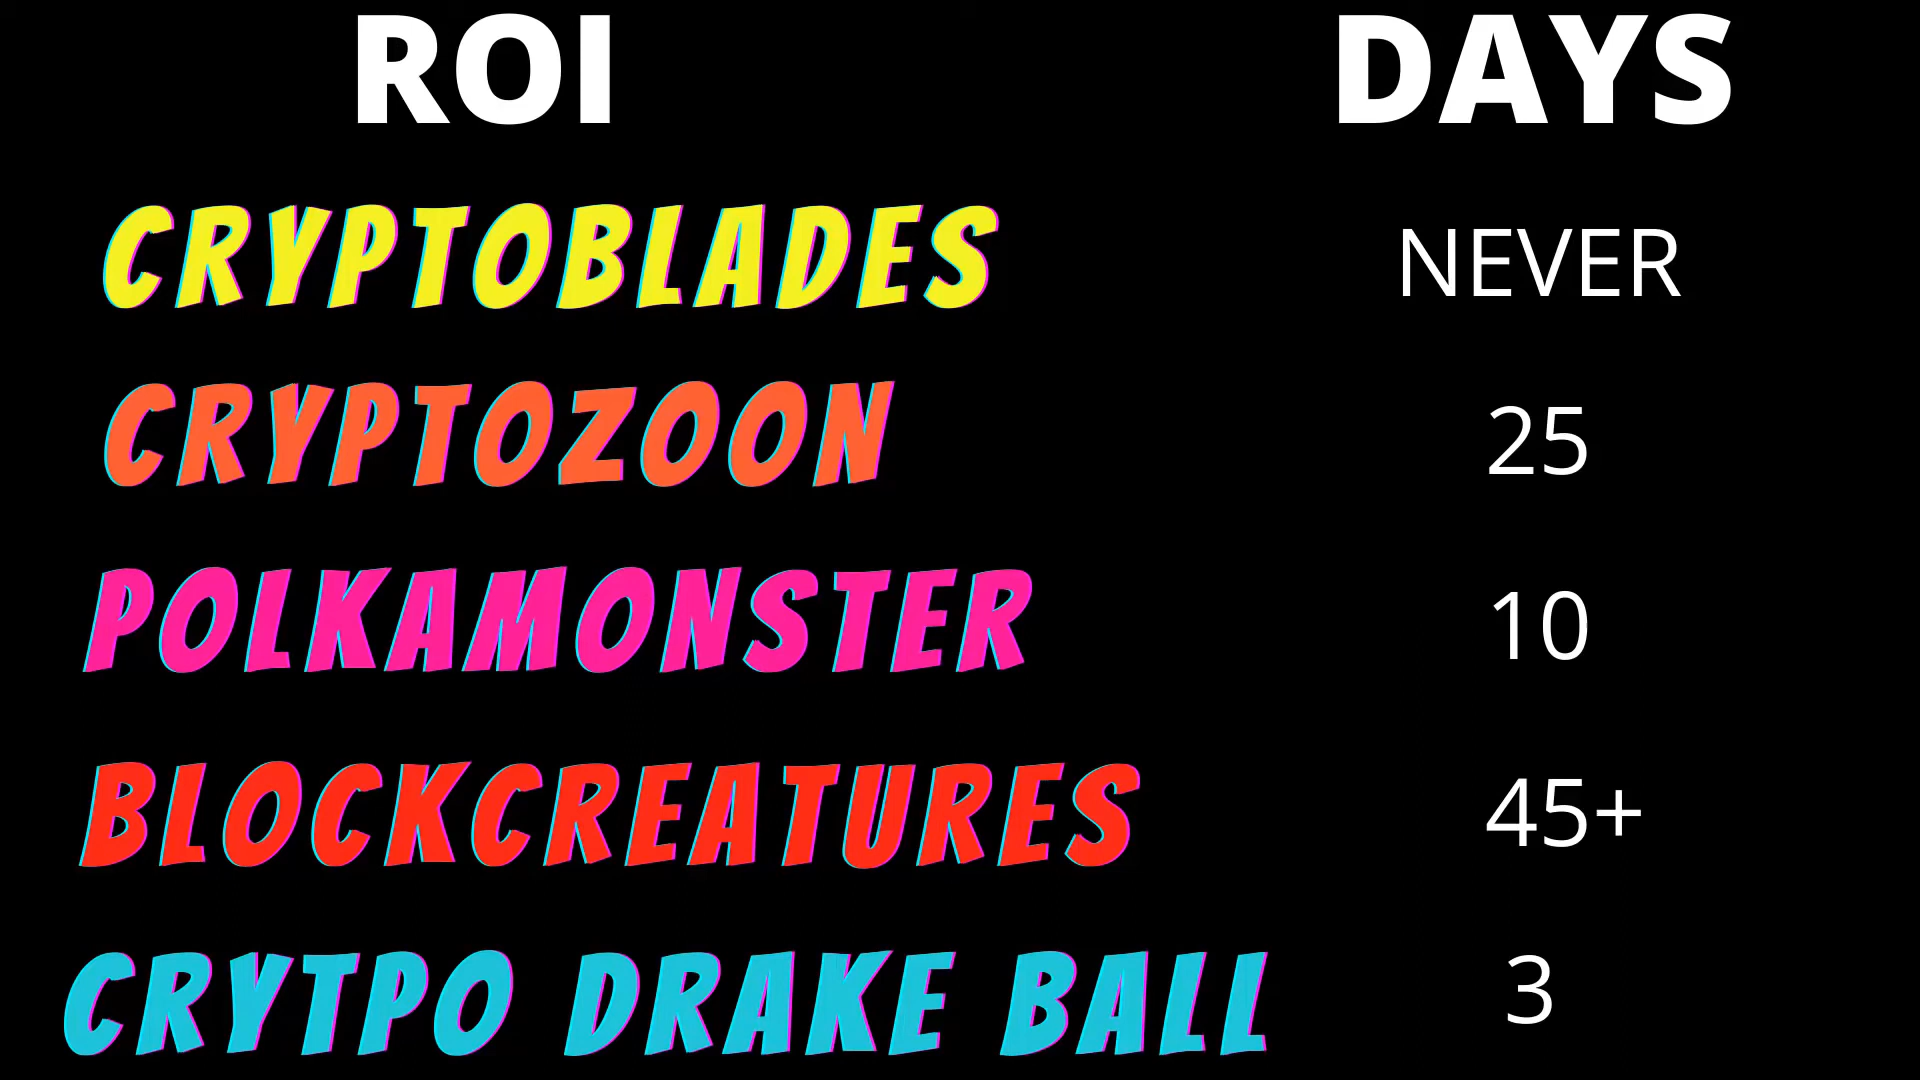 ROI DAYS
CRYPTOBLADES NEVER
CRYPTOZOON 25
POLKAMONSTER 10
BLOCKCREATURES 45+
CRYTPO DRAKE BALL 3